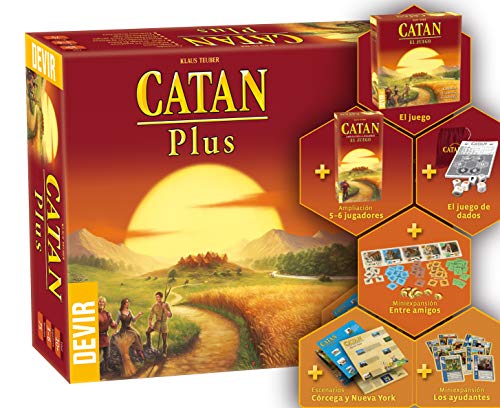 DEVIR
KLAUS TEUBER
CATAN
Plus
CATAN
Plus
DEVIR
CATAN
EL JUEGO
El juego
+
CATAN
EL JUEGO
Ampliación
5-6 jugadores
+
CATAN
El juego de
dados
+
Miniexpansión
Entre amigos
+
Escenarios
Córcega y Nueva York
+
Miniexpansión
Los ayudantes